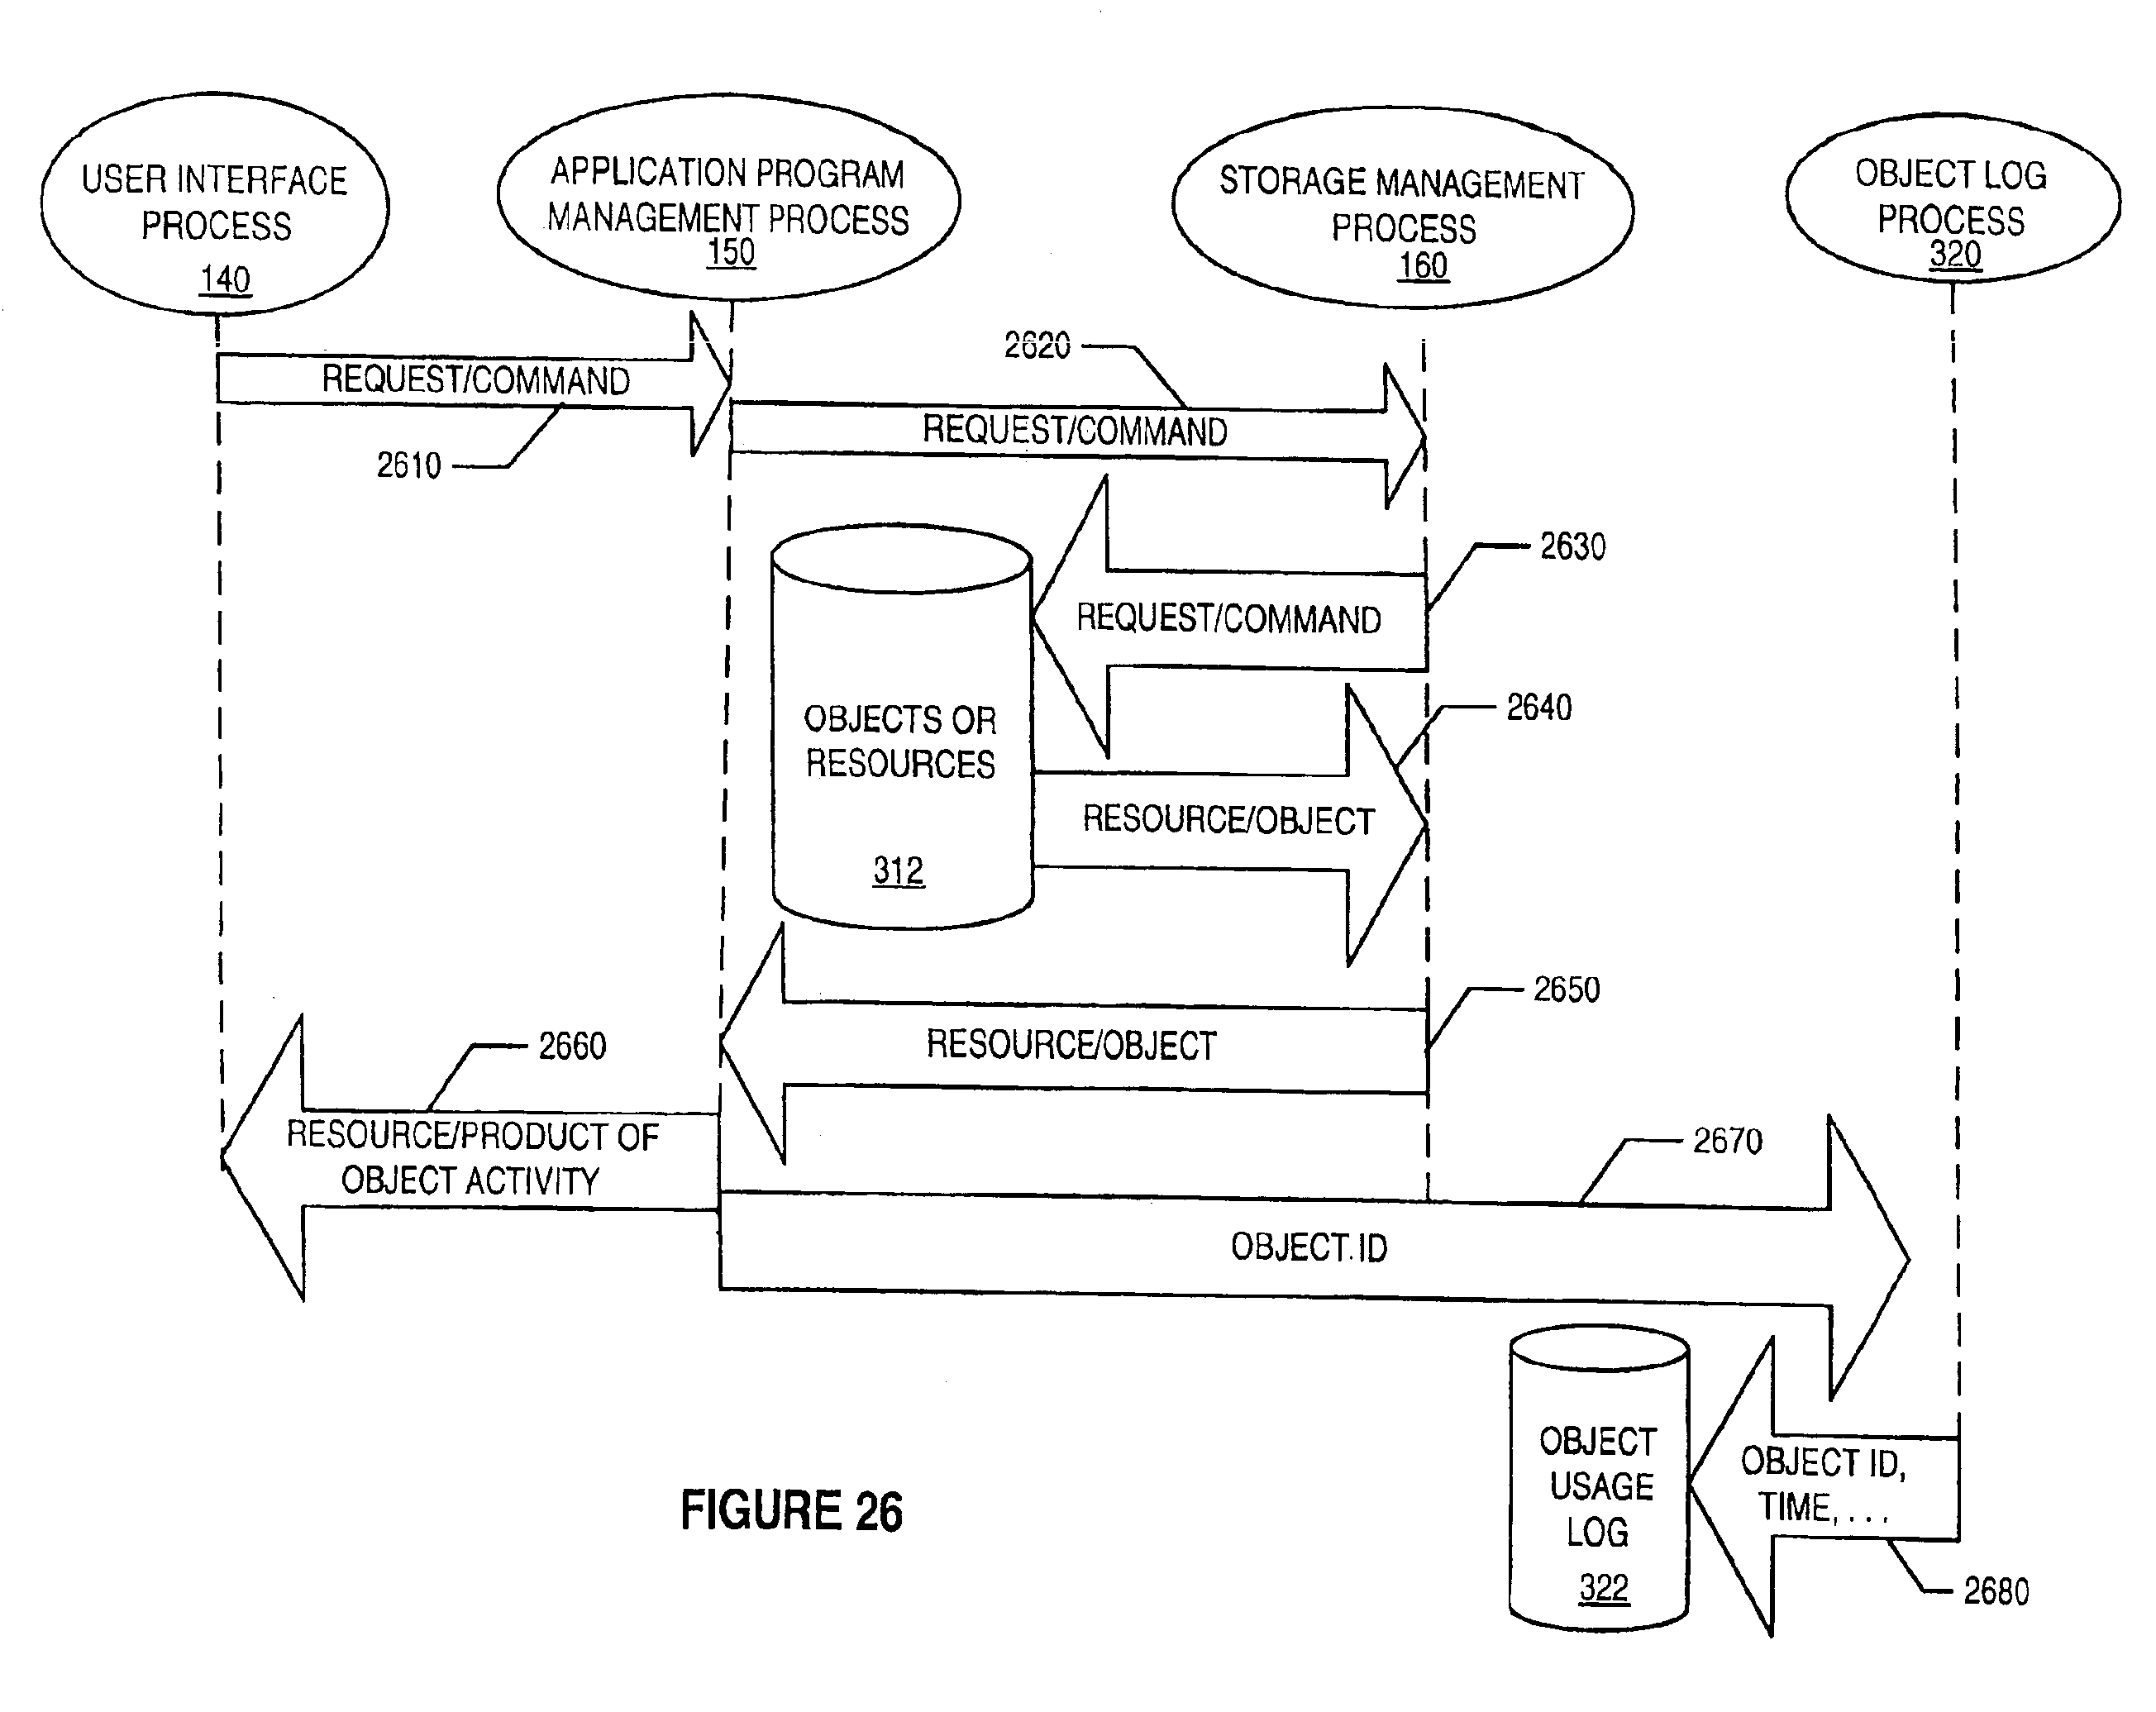 USER INTERFACE
PROCESS
140
APPLICATION PROGRAM
MANAGEMENT PROCESS
150
STORAGE MANAGEMENT
PROCESS
160
OBJECT LOG
PROCESS
320
REQUEST/COMMAND
2610
2620
REQUEST/COMMAND
2630
REQUEST/COMMAND
OBJECTS OR
RESOURCES
312
2640
RESOURCE/OBJECT
2650
RESOURCE/OBJECT
2660
RESOURCE/PRODUCT OF
OBJECT ACTIVITY
2670
OBJECT ID
OBJECT
USAGE
LOG
322
OBJECT ID,
TIME, . . .
2680
FIGURE 26